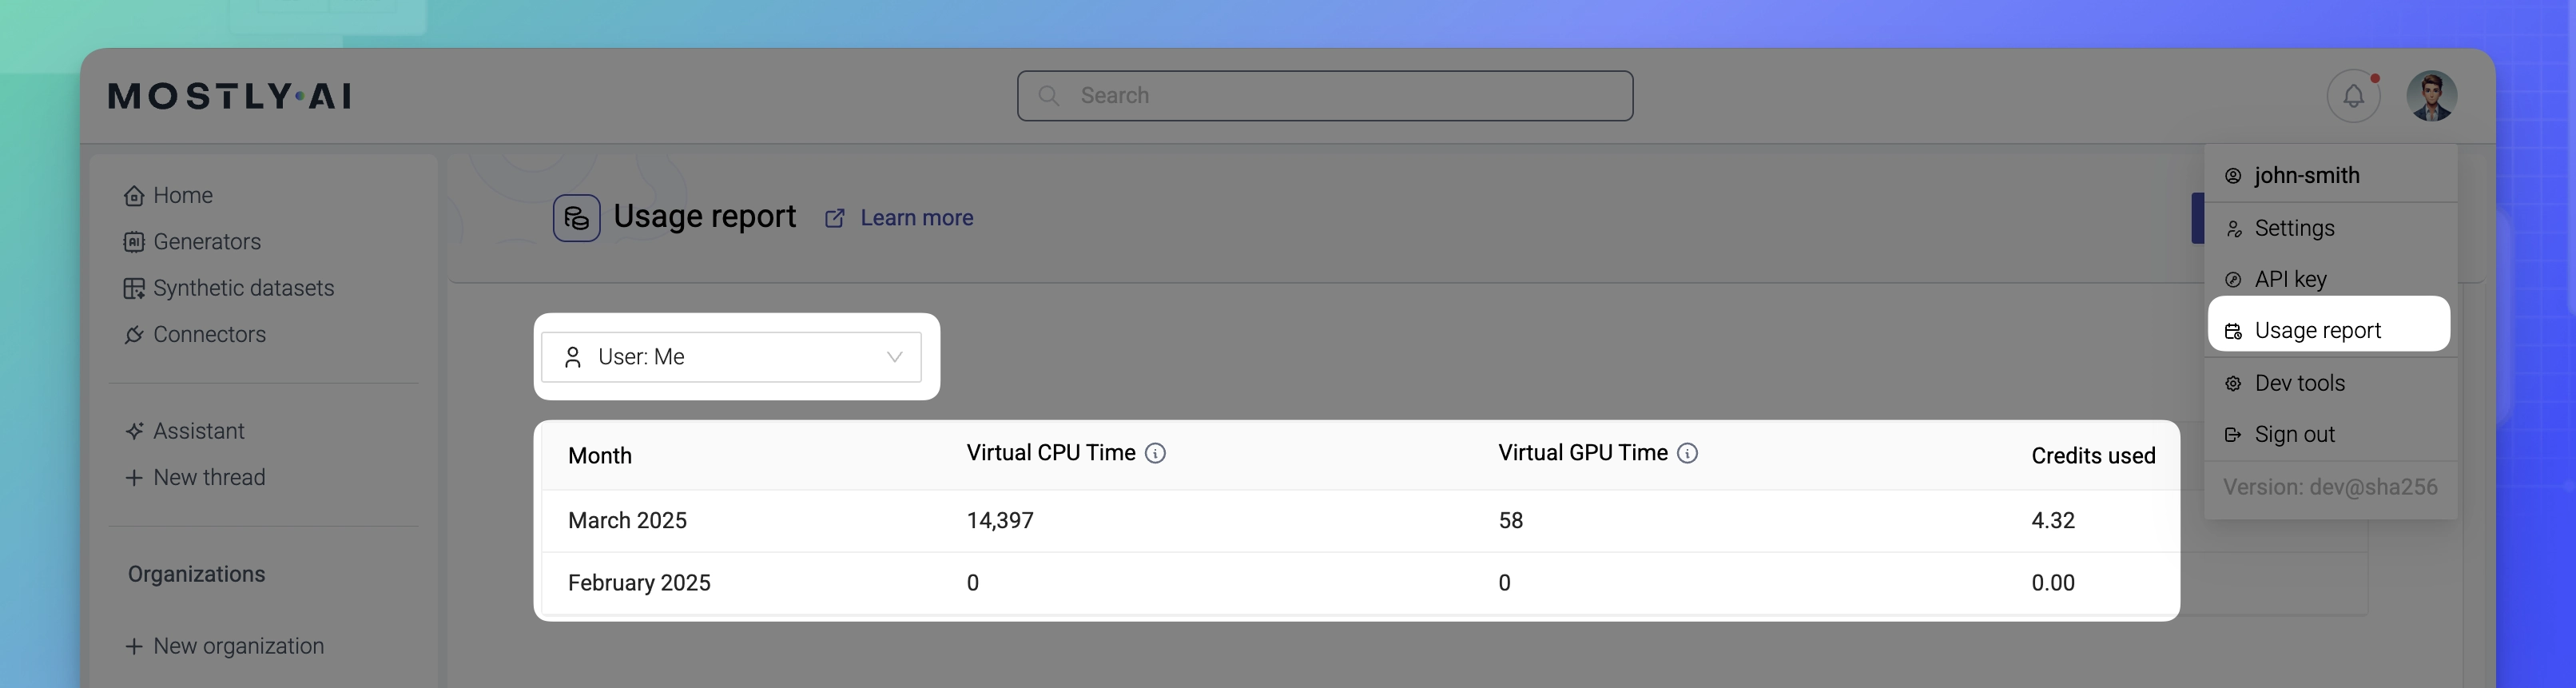 MOSTLY·AI
Search
Home
Generators
Synthetic datasets
Connectors
Assistant
New thread
Organizations
New organization
Usage report
Learn more
User: Me
Month Virtual CPU Time Virtual GPU Time Credits used
March 2025 14,397 58 4.32
February 2025 0 0 0.00
john-smith
Settings
API key
Usage report
Dev tools
Sign out
Version: dev@sha256